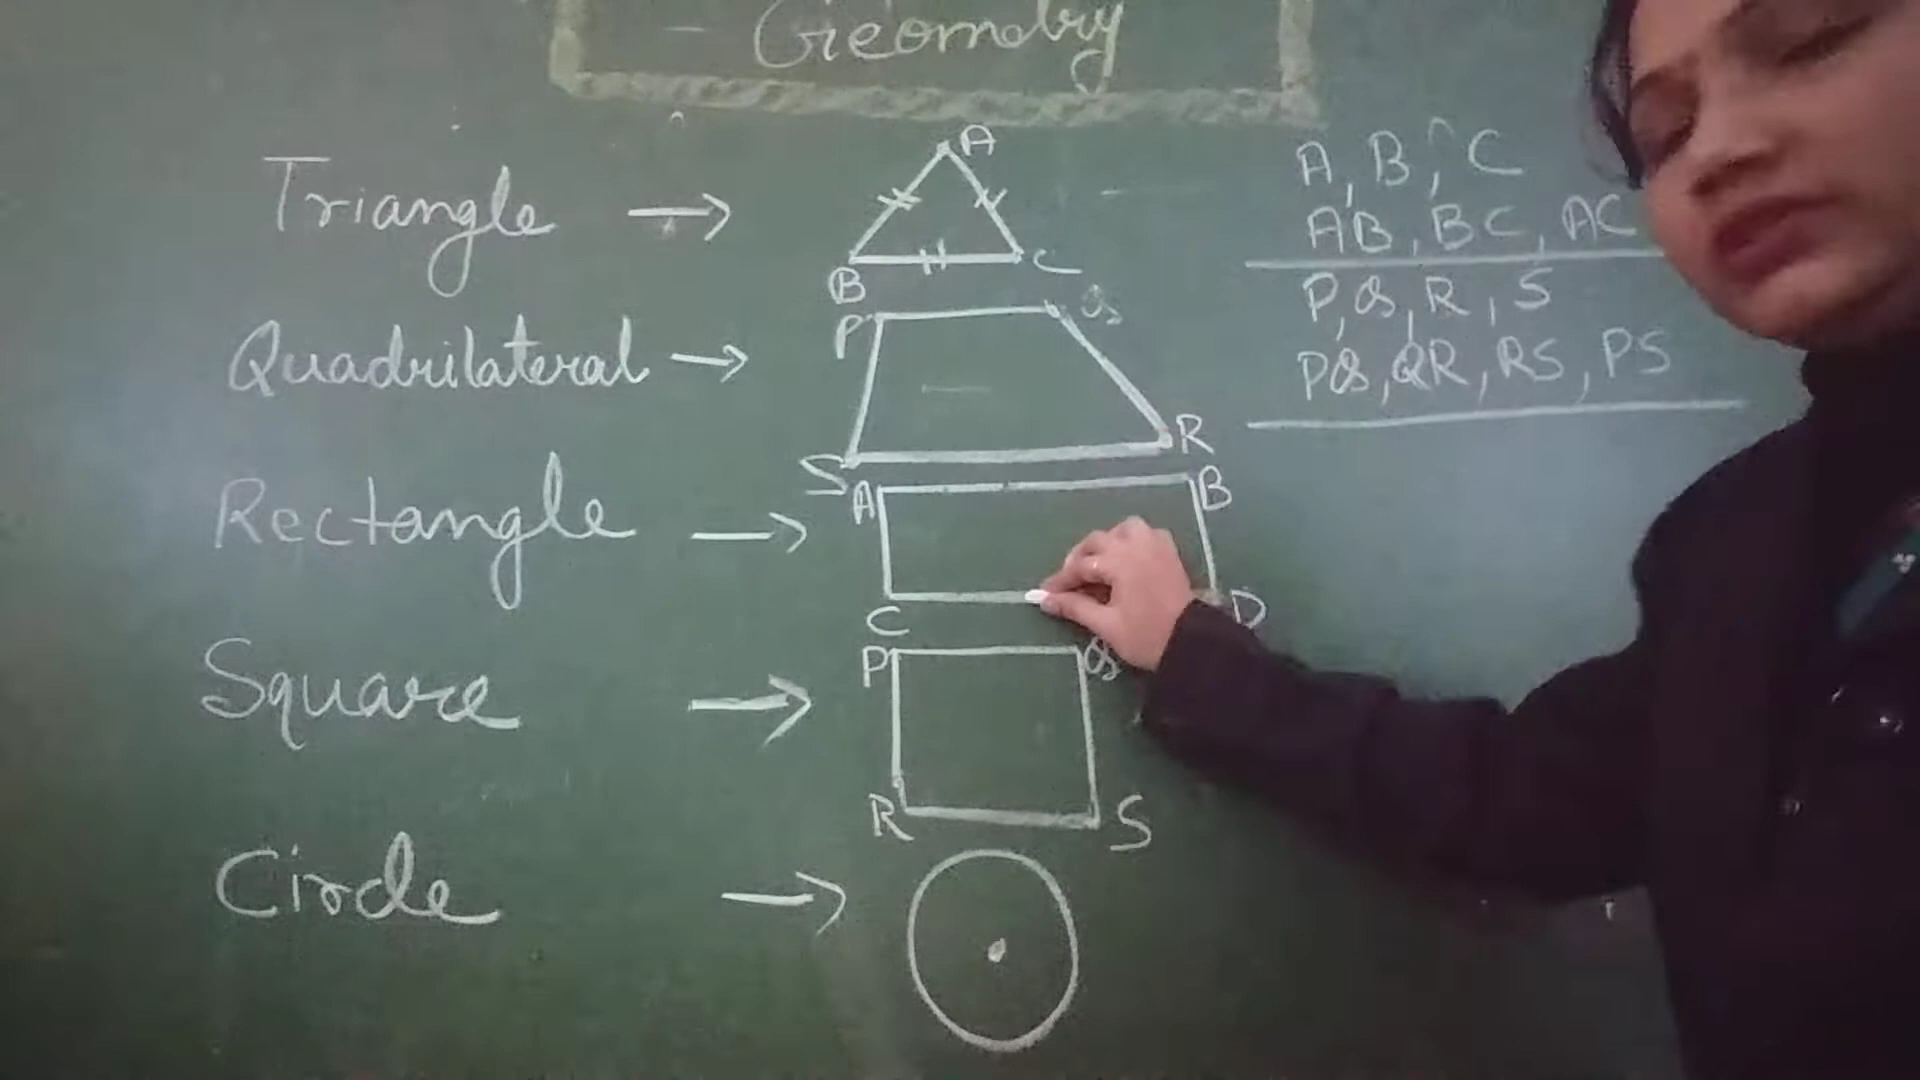 Geometry
Triangle →
A
B C
A, B, C
AB, BC, AC
Quadrilateral →
P Q
S R
P, Q, R, S
PQ, QR, RS, PS
Rectangle →
A B
C D
Square →
P Q
R S
Circle →